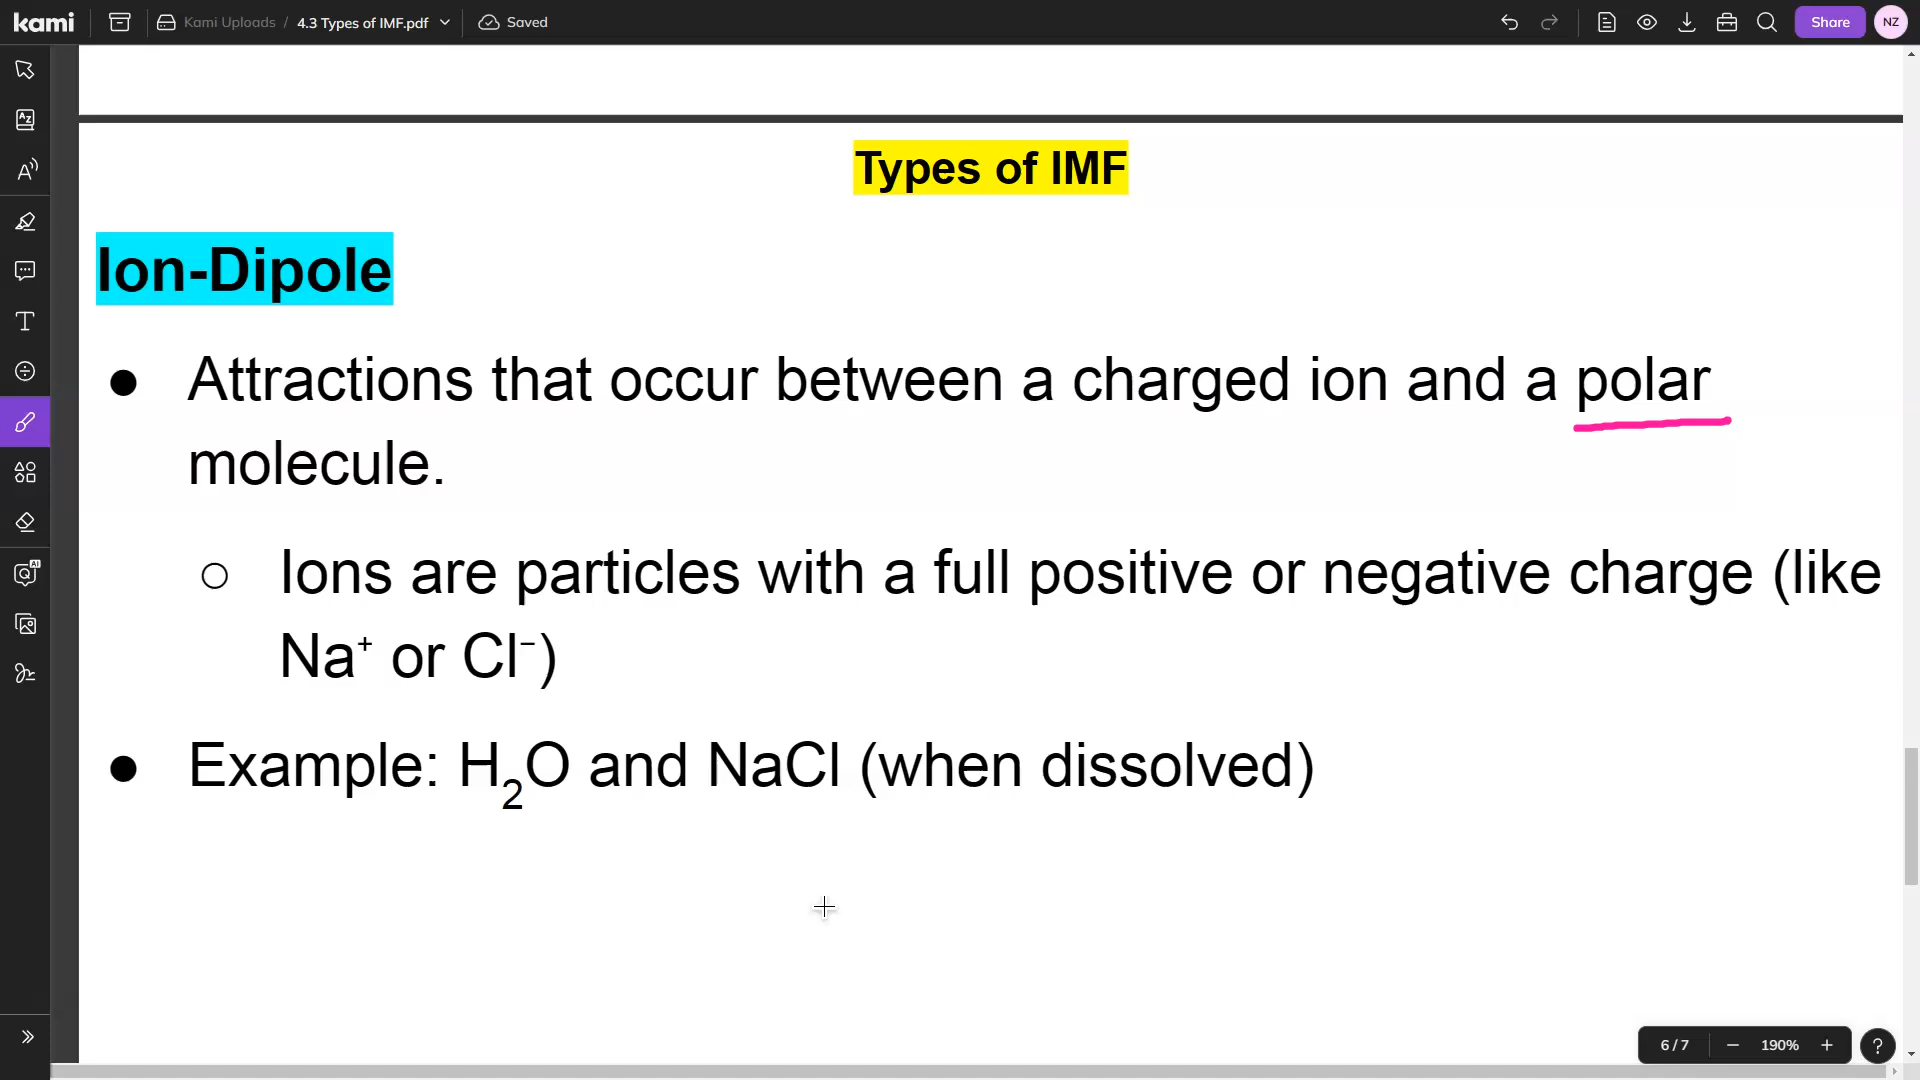 kami Kami Uploads / 4.3 Types of IMF.pdf Saved Share NZ
Types of IMF
Ion-Dipole
● Attractions that occur between a charged ion and a polar
molecule.
○ Ions are particles with a full positive or negative charge (like
Na⁺ or Cl⁻)
● Example: H₂O and NaCl (when dissolved)
6 / 7 − 190% + ?